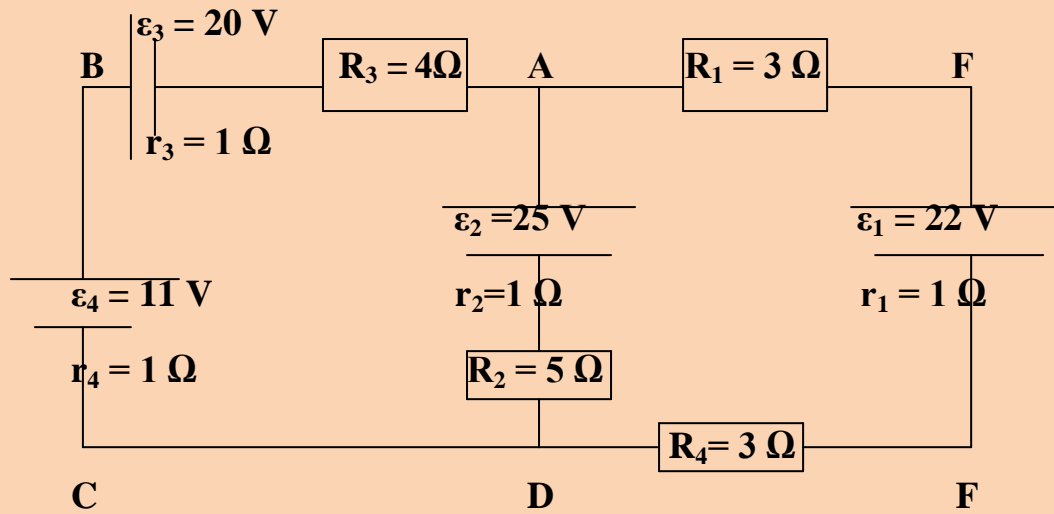 ε₃ = 20 V
B
R₃ = 4Ω
A
R₁ = 3 Ω
F
r₃ = 1 Ω
ε₂ =25 V
ε₁ = 22 V
ε₄ = 11 V
r₂=1 Ω
r₁ = 1 Ω
r₄ = 1 Ω
R₂ = 5 Ω
R₄= 3 Ω
C
D
F